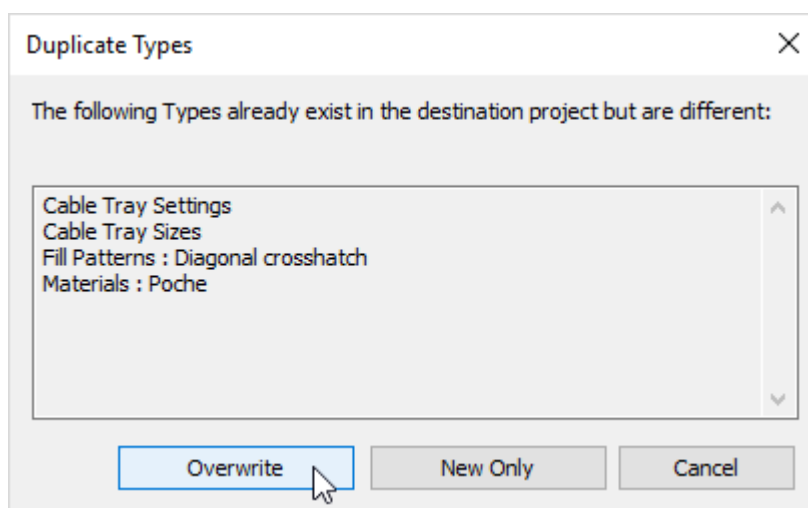 Duplicate Types
The following Types already exist in the destination project but are different:
Cable Tray Settings
Cable Tray Sizes
Fill Patterns : Diagonal crosshatch
Materials : Poche
Overwrite
New Only
Cancel